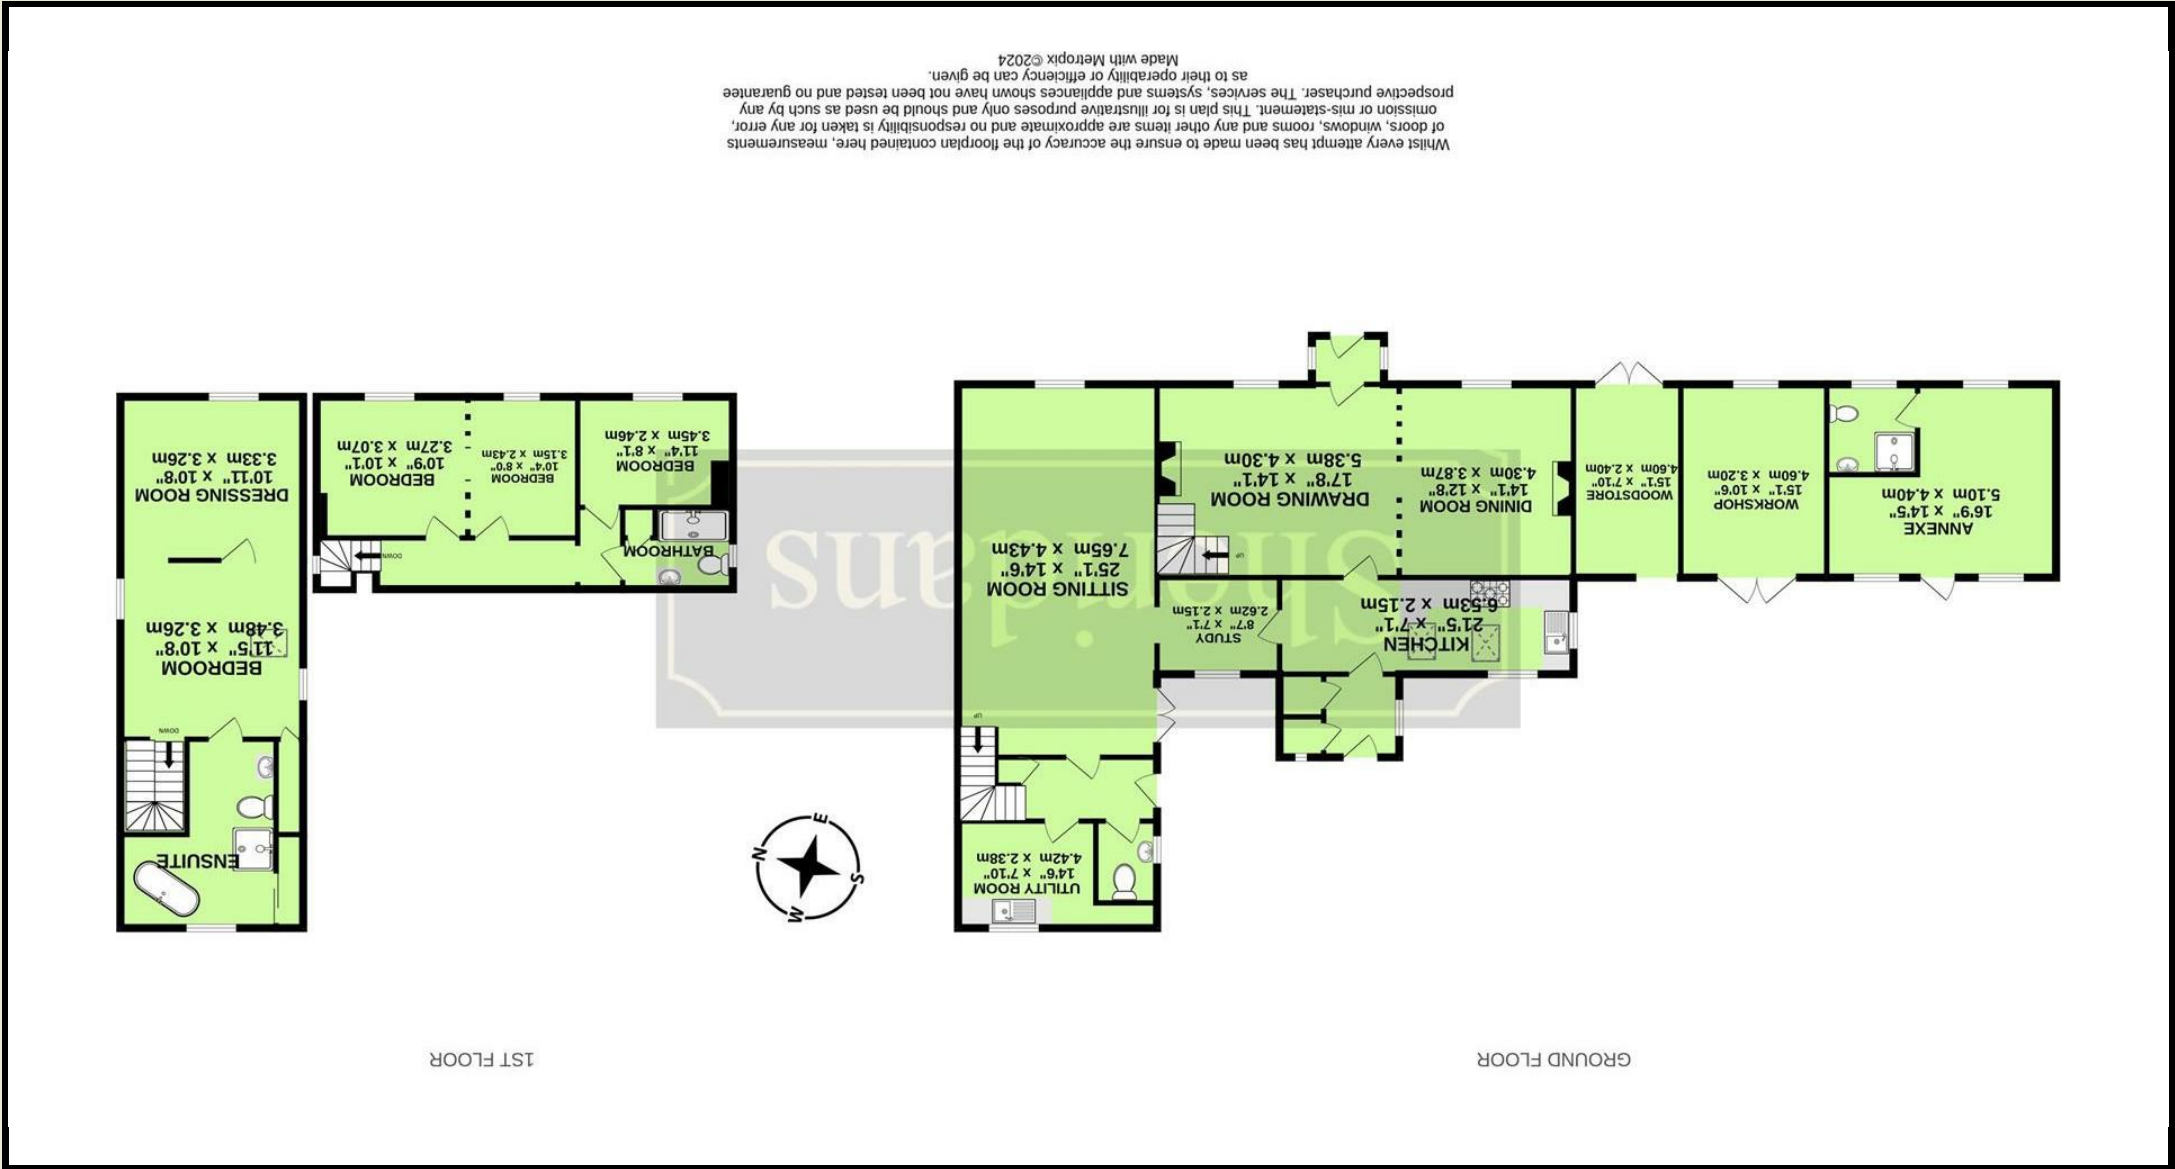 GROUND FLOOR
1ST FLOOR
UTILITY ROOM
14'6" x 7'10"
4.42m x 2.38m
UP
SITTING ROOM
25'1" x 14'6"
7.65m x 4.43m
STUDY
8'7" x 7'1"
2.62m x 2.15m
KITCHEN
21'5" x 7'1"
6.53m x 2.15m
UP
DRAWING ROOM
17'8" x 14'1"
5.38m x 4.30m
DINING ROOM
14'1" x 12'8"
4.30m x 3.87m
WOODSTORE
15'1" x 7'10"
4.60m x 2.40m
WORKSHOP
15'1" x 10'6"
4.60m x 3.20m
ANNEXE
16'9" x 14'5"
5.10m x 4.40m
ENSUITE
DOWN
BEDROOM
11'5" x 10'8"
3.48m x 3.26m
DRESSING ROOM
10'11" x 10'8"
3.33m x 3.26m
BATHROOM
DOWN
BEDROOM
11'4" x 8'1"
3.45m x 2.46m
BEDROOM
10'4" x 8'0"
3.15m x 2.43m
BEDROOM
10'9" x 10'1"
3.27m x 3.07m
N
E
S
W
Sheridans
Whilst every attempt has been made to ensure the accuracy of the floorplan contained here, measurements
of doors, windows, rooms and any other items are approximate and no responsibility is taken for any error,
omission or mis-statement. This plan is for illustrative purposes only and should be used as such by any
prospective purchaser. The services, systems and appliances shown have not been tested and no guarantee
as to their operability or efficiency can be given.
Made with Metropix ©2024